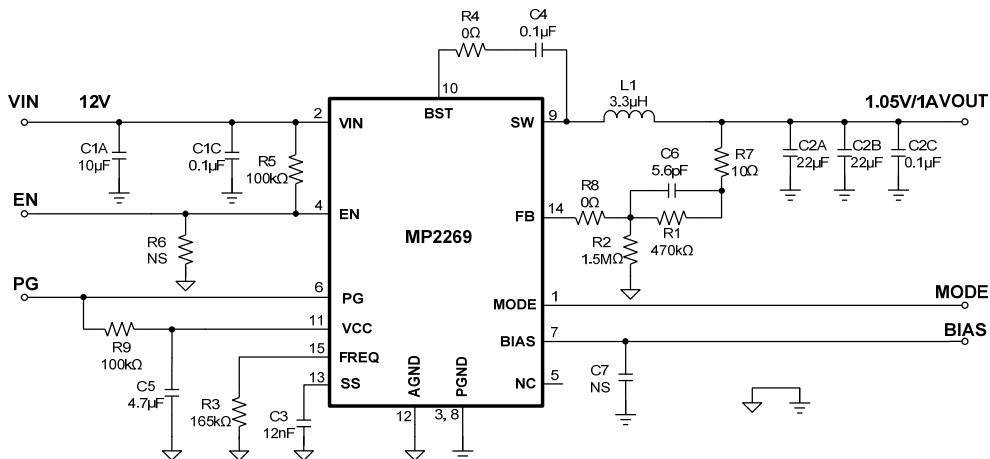 R4
0Ω
C4
0.1µF
10
BST
VIN 12V
2
VIN
SW
9
L1
3.3µH
1.05V/1AVOUT
C1A
10µF
C1C
0.1µF
R5
100kΩ
C6
5.6pF
R7
10Ω
C2A
22µF
C2B
22µF
C2C
0.1µF
EN
4
EN
R6
NS
MP2269
FB
14
R8
0Ω
R2
1.5MΩ
R1
470kΩ
PG
6
PG
MODE
1
MODE
R9
100kΩ
11
VCC
BIAS
7
BIAS
15
FREQ
C7
NS
C5
4.7µF
R3
165kΩ
13
SS
C3
12nF
AGND
12
PGND
3, 8
NC
5